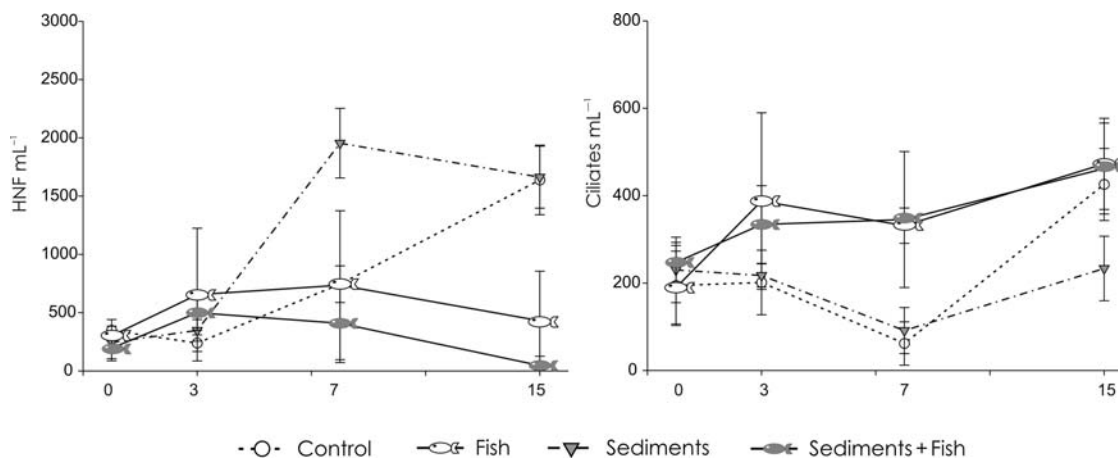 3000
2500
2000
1500
1000
500
0
HNF mL⁻¹
0 3 7 15
800
600
400
200
0
Ciliates mL⁻¹
0 3 7 15
Control Fish Sediments Sediments+Fish